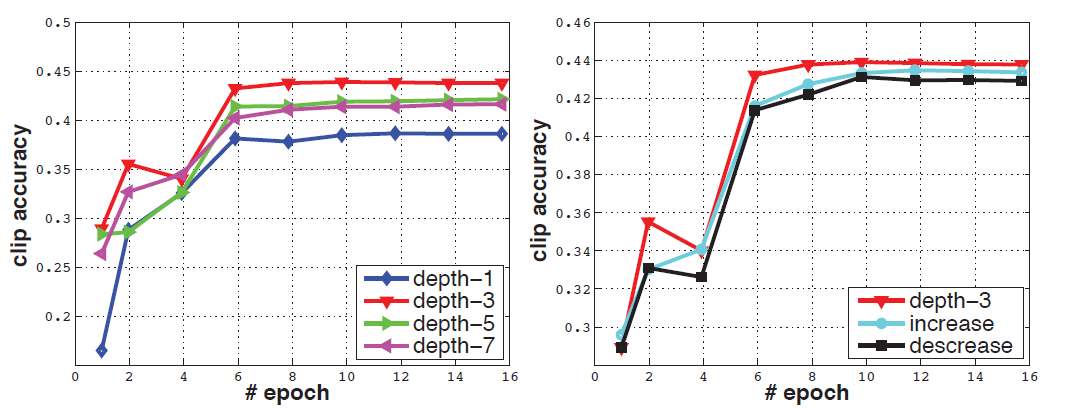 0.5
0.45
0.4
0.35
0.3
0.25
0.2
clip accuracy
0 2 4 6 8 10 12 14 16
# epoch
depth–1
depth–3
depth–5
depth–7
0.46
0.44
0.42
0.4
0.38
0.36
0.34
0.32
0.3
clip accuracy
0 2 4 6 8 10 12 14 16
# epoch
depth–3
increase
descrease